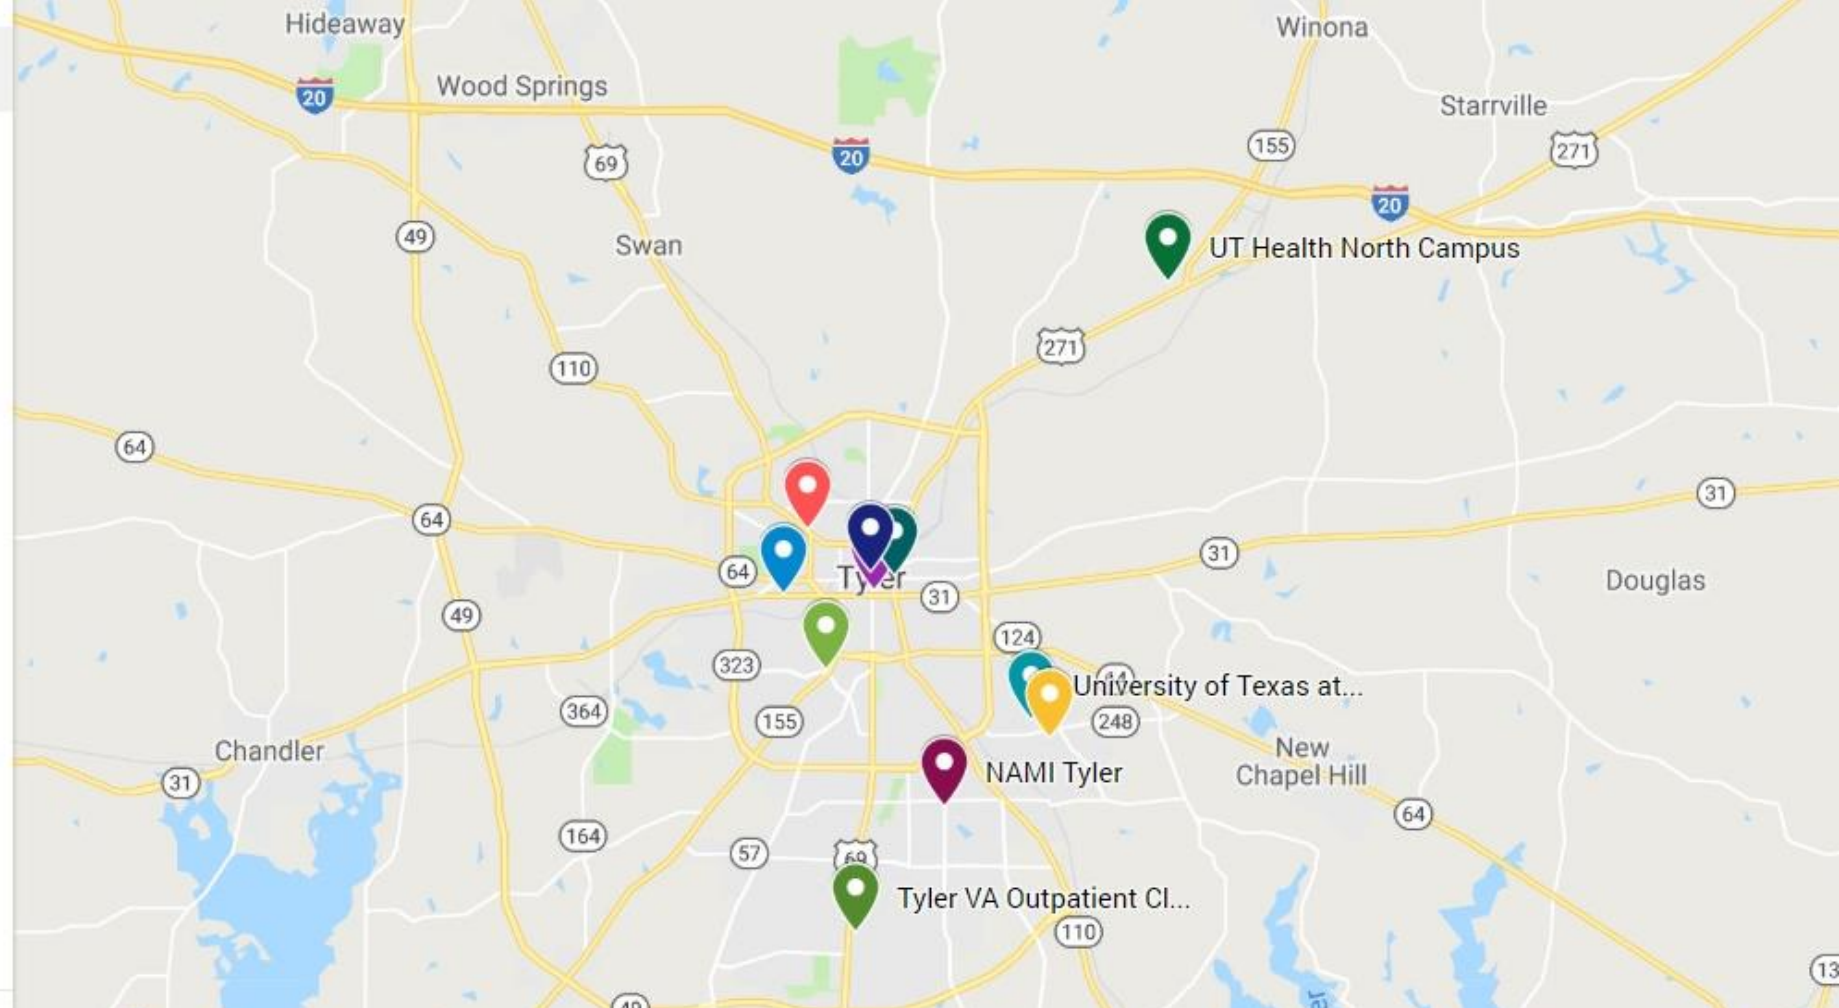 Hideaway
Winona
Wood Springs
20
Starrville
20
155
271
69
20
49
Swan
UT Health North Campus
271
110
64
31
64
31
64
Tyler
Douglas
31
49
124
323
University of Texas at...
364
155
248
New
Chapel Hill
Chandler
NAMI Tyler
31
64
164
57
69
Tyler VA Outpatient Cl...
110
13
49